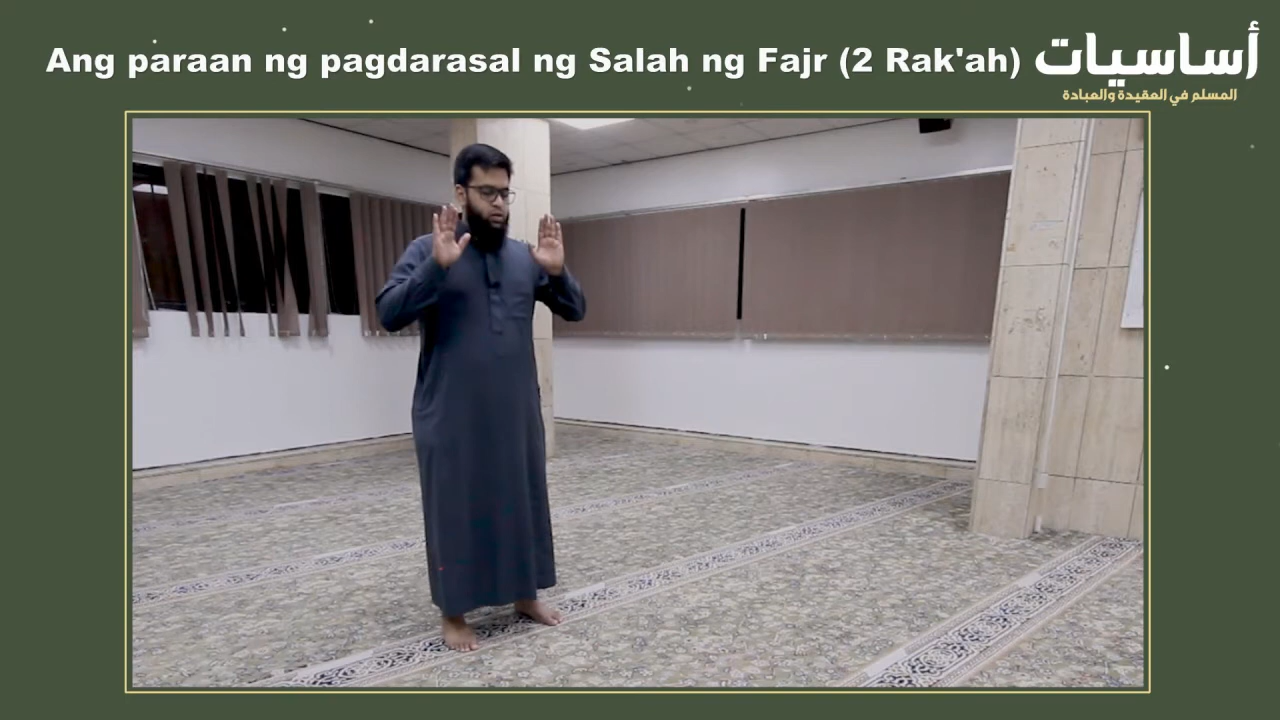 Ang paraan ng pagdarasal ng Salah ng Fajr (2 Rak'ah)
أساسيات
المسلم في العقيدة والعبادة